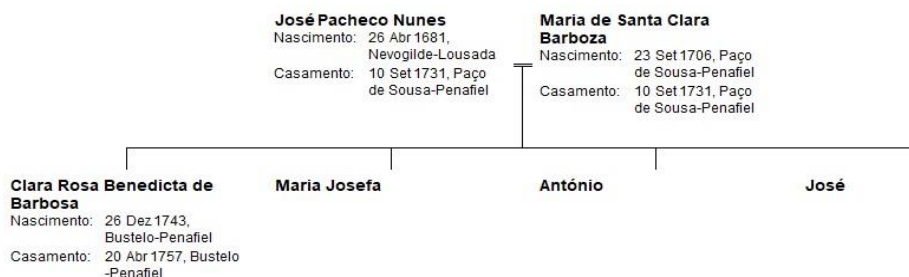 José Pacheco Nunes
Nascimento: 26 Abr 1681,
Nevogilde-Lousada
Casamento: 10 Set 1731, Paço
de Sousa-Penafiel
Maria de Santa Clara
Barboza
Nascimento: 23 Set 1706, Paço
de Sousa-Penafiel
Casamento: 10 Set 1731, Paço
de Sousa-Penafiel
Clara Rosa Benedicta de
Barbosa
Nascimento: 26 Dez 1743,
Bustelo-Penafiel
Casamento: 20 Abr 1757, Bustelo
-Penafiel
Maria Josefa
António
José